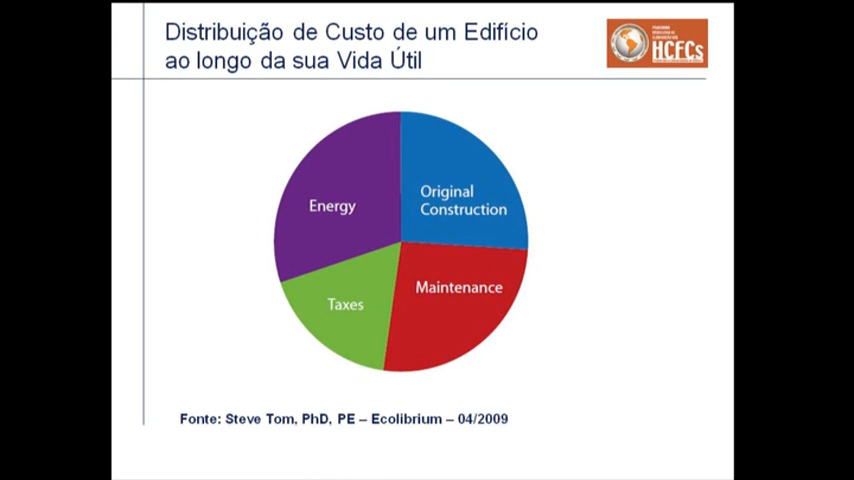 Distribuição de Custo de um Edifício
ao longo da sua Vida Útil
HCFCs
Energy
Original
Construction
Maintenance
Taxes
Fonte: Steve Tom, PhD, PE – Ecolibrium – 04/2009